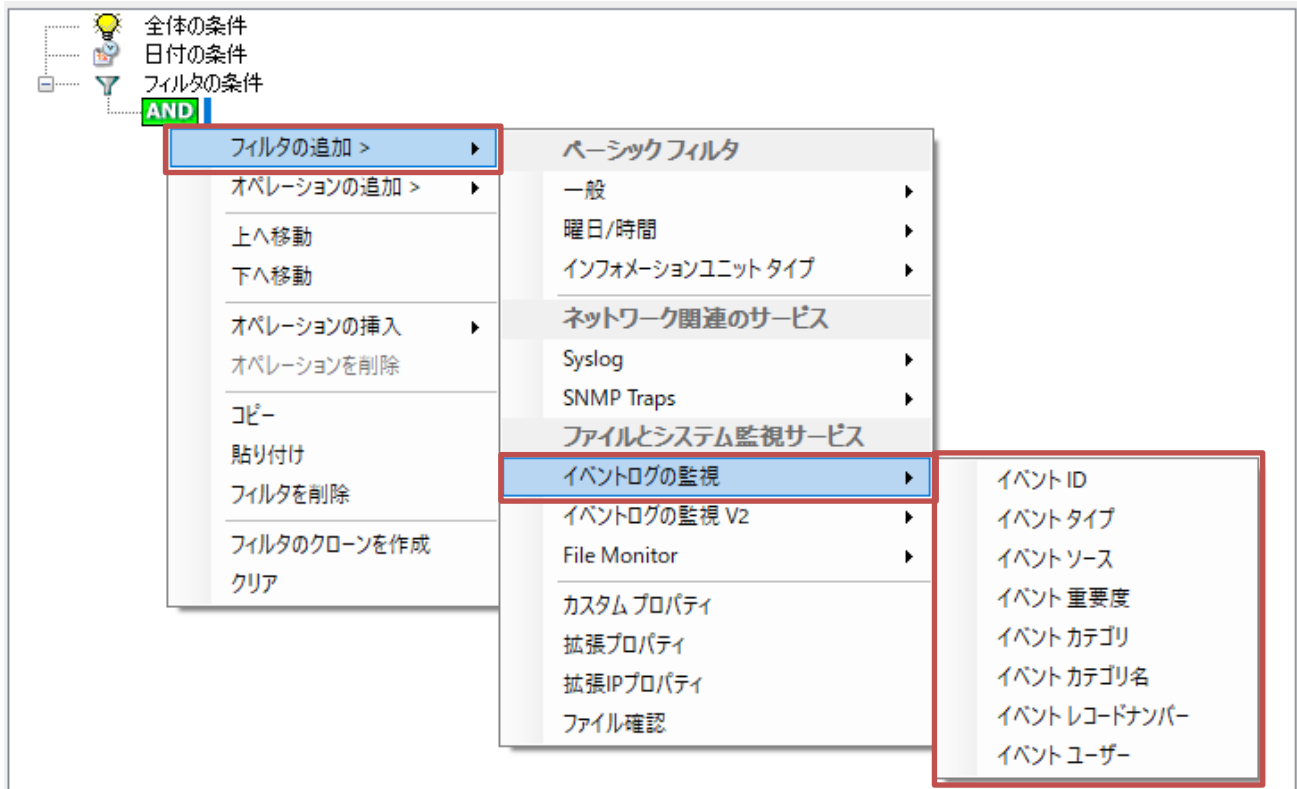 全体の条件
日付の条件
フィルタの条件
AND
フィルタの追加 >
オペレーションの追加 >
上へ移動
下へ移動
オペレーションの挿入
オペレーションを削除
コピー
貼り付け
フィルタを削除
フィルタのクローンを作成
クリア
ベーシック フィルタ
一般
曜日/時間
インフォメーションユニット タイプ
ネットワーク関連のサービス
Syslog
SNMP Traps
ファイルとシステム監視サービス
イベントログの監視
イベントログの監視 V2
File Monitor
カスタム プロパティ
拡張プロパティ
拡張IPプロパティ
ファイル確認
イベント ID
イベント タイプ
イベント ソース
イベント 重要度
イベント カテゴリ
イベント カテゴリ名
イベント レコードナンバー
イベント ユーザー